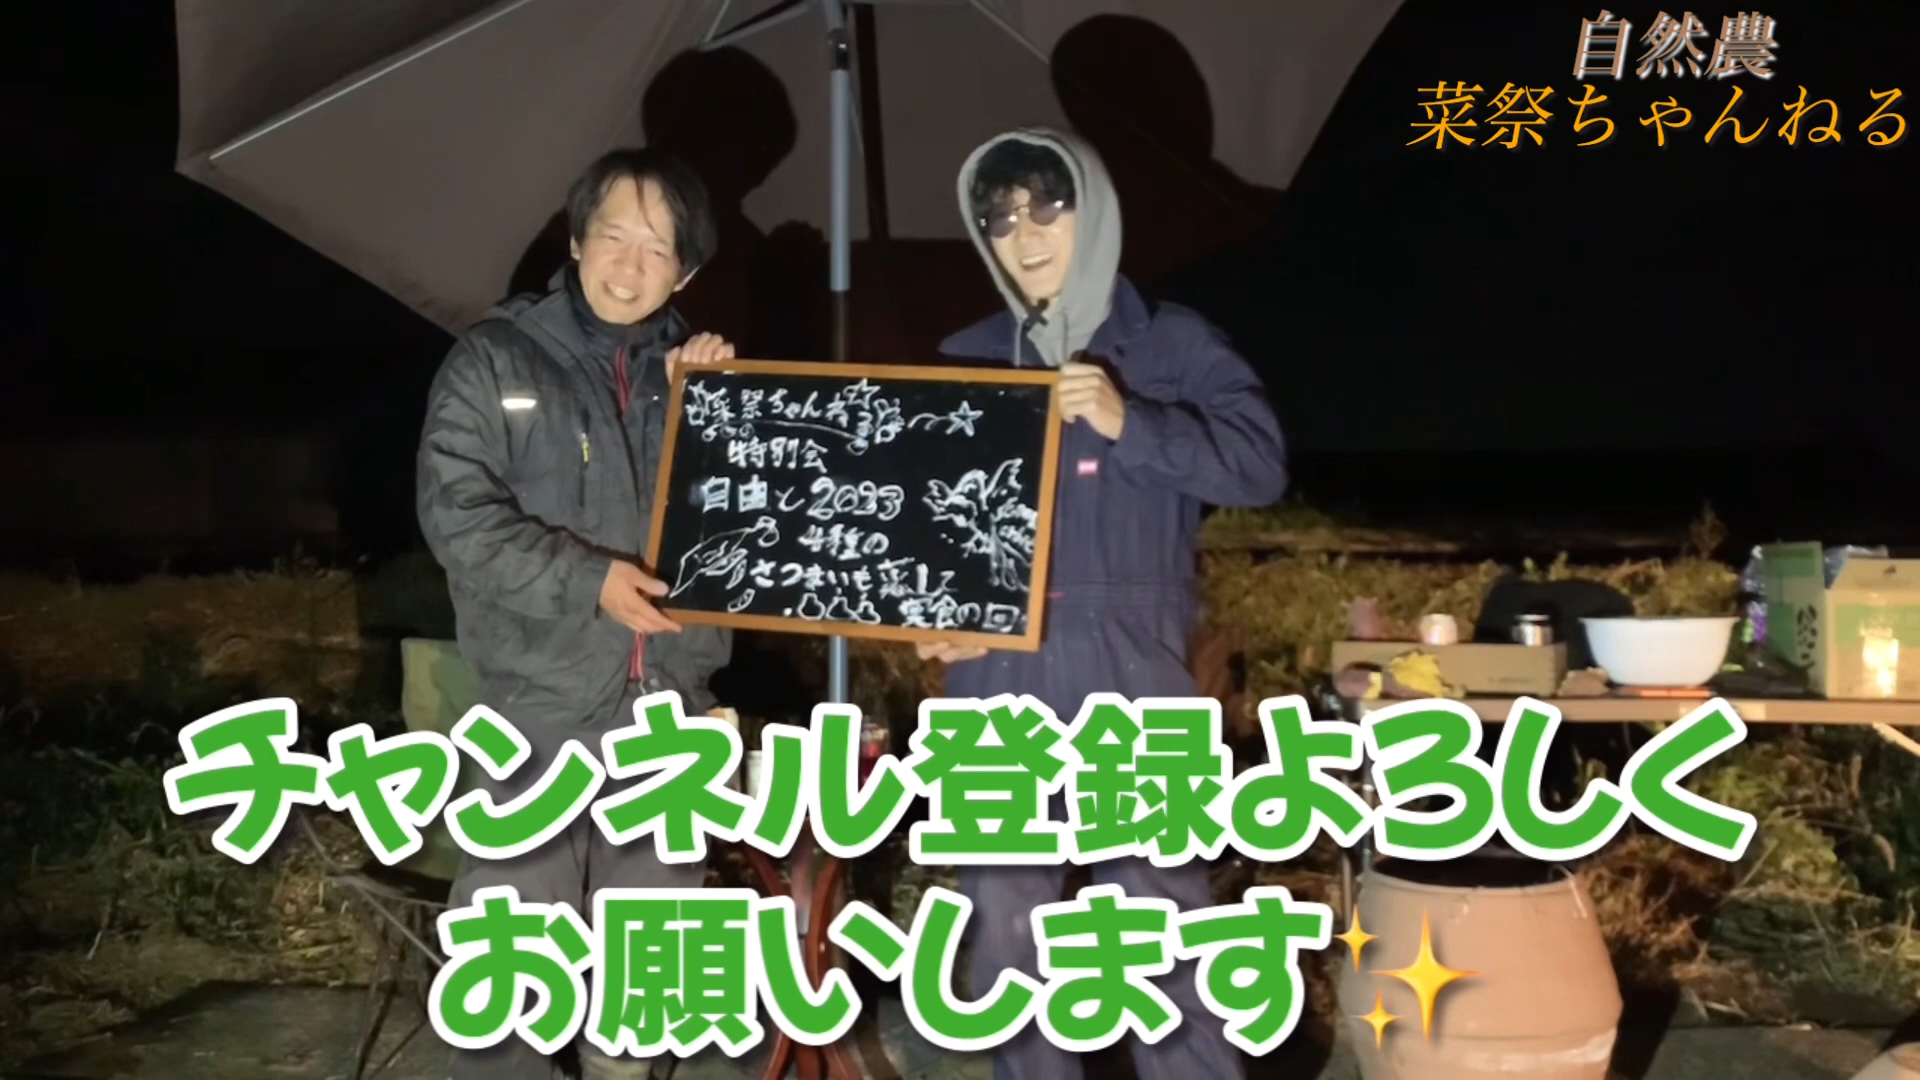 自然農
菜祭ちゃんねる
菜祭ちゃんねる
の
特別会
自由と2023
4種の
さつまいも蒸して
実食の回
チャンネル登録よろしく
お願いします✨